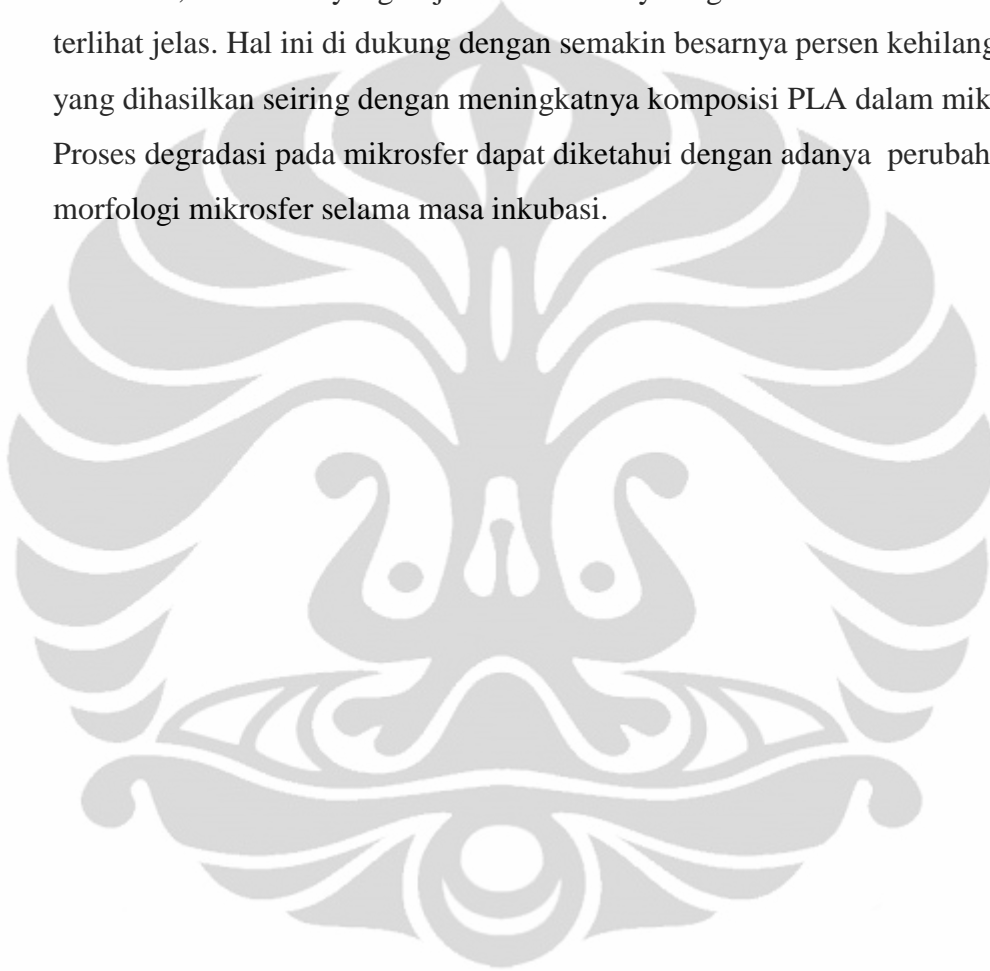 terlihat jelas. Hal ini di dukung dengan semakin besarnya persen kehilang
yang dihasilkan seiring dengan meningkatnya komposisi PLA dalam mik
Proses degradasi pada mikrosfer dapat diketahui dengan adanya perubah
morfologi mikrosfer selama masa inkubasi.